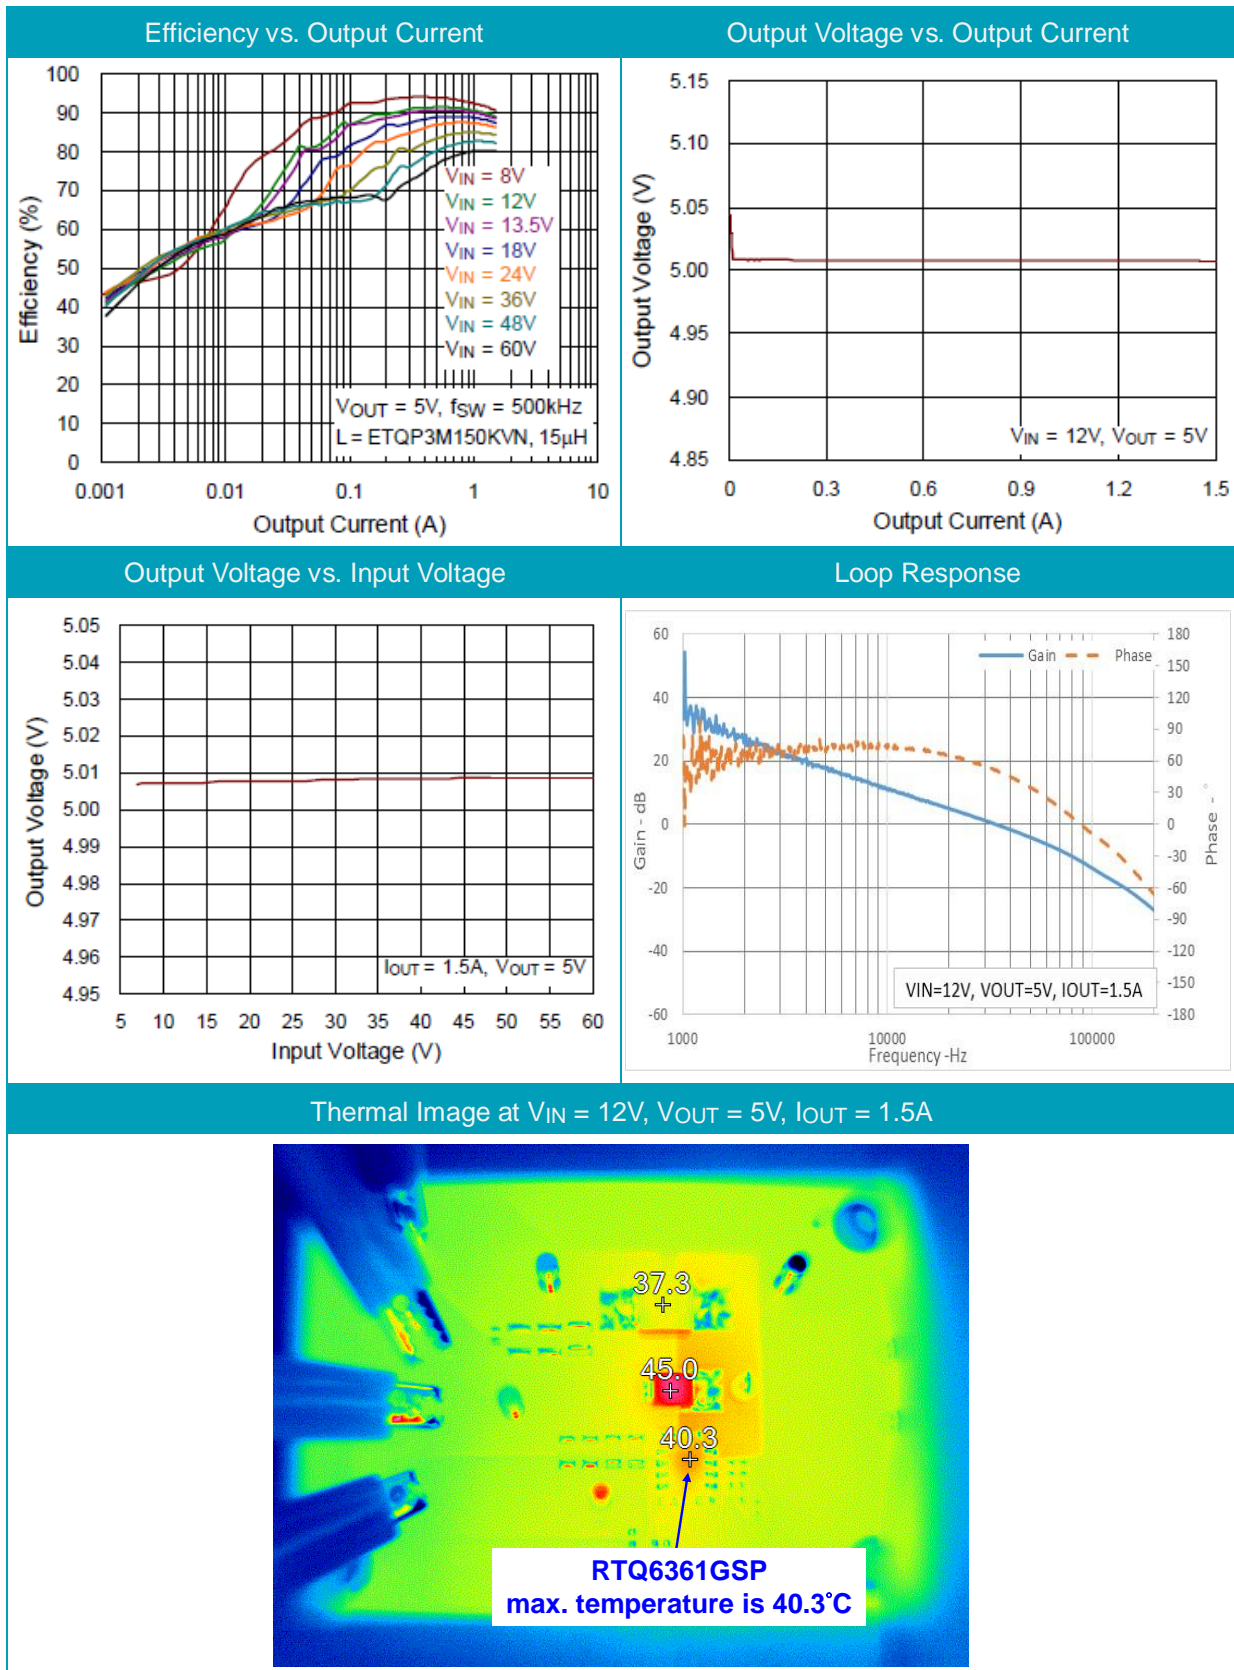 Efficiency vs. Output Current
Output Voltage vs. Output Current
100
90
80
70
60
50
40
30
20
10
0
Efficiency (%)
VIN = 8V
VIN = 12V
VIN = 13.5V
VIN = 18V
VIN = 24V
VIN = 36V
VIN = 48V
VIN = 60V
VOUT = 5V, fSW = 500kHz
L = ETQP3M150KVN, 15µH
0.001 0.01 0.1 1 10
Output Current (A)
5.15
5.10
5.05
5.00
4.95
4.90
4.85
Output Voltage (V)
VIN = 12V, VOUT = 5V
0 0.3 0.6 0.9 1.2 1.5
Output Current (A)
Output Voltage vs. Input Voltage
Loop Response
5.05
5.04
5.03
5.02
5.01
5.00
4.99
4.98
4.97
4.96
4.95
Output Voltage (V)
IOUT = 1.5A, VOUT = 5V
5 10 15 20 25 30 35 40 45 50 55 60
Input Voltage (V)
60
40
20
0
-20
-40
-60
Gain - dB
Gain Phase
180
150
120
90
60
30
0
-30
-60
-90
-120
-150
-180
Phase - °
VIN=12V, VOUT=5V, IOUT=1.5A
1000 10000 100000
Frequency -Hz
Thermal Image at VIN = 12V, VOUT = 5V, IOUT = 1.5A
37.3
45.0
40.3
RTQ6361GSP
max. temperature is 40.3°C